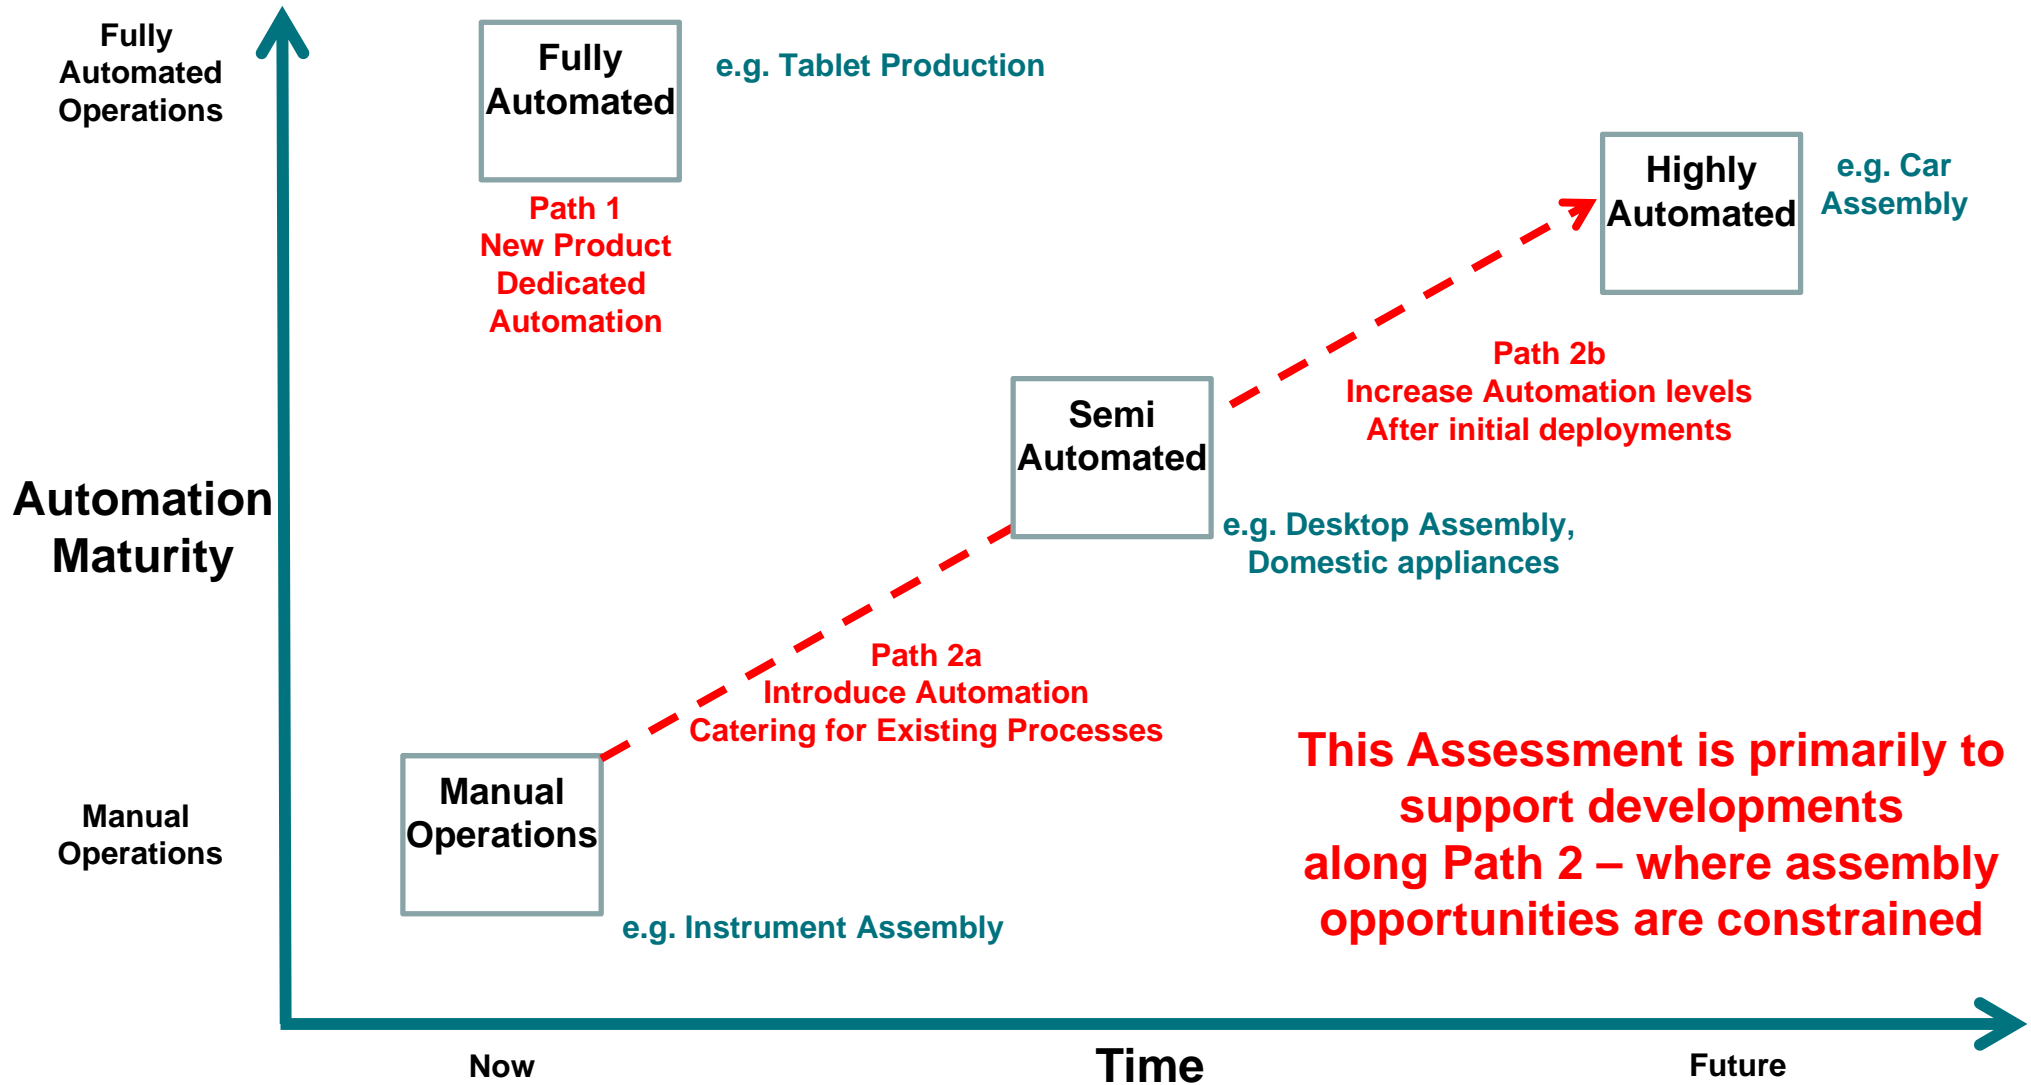 Fully
Automated
Operations
Fully
Automated
e.g. Tablet Production
Path 1
New Product
Dedicated
Automation
Highly
Automated
e.g. Car
Assembly
Path 2b
Increase Automation levels
After initial deployments
Semi
Automated
e.g. Desktop Assembly,
Domestic appliances
Automation
Maturity
Path 2a
Introduce Automation
Catering for Existing Processes
Manual
Operations
Manual
Operations
e.g. Instrument Assembly
This Assessment is primarily to
support developments
along Path 2 – where assembly
opportunities are constrained
Now
Time
Future